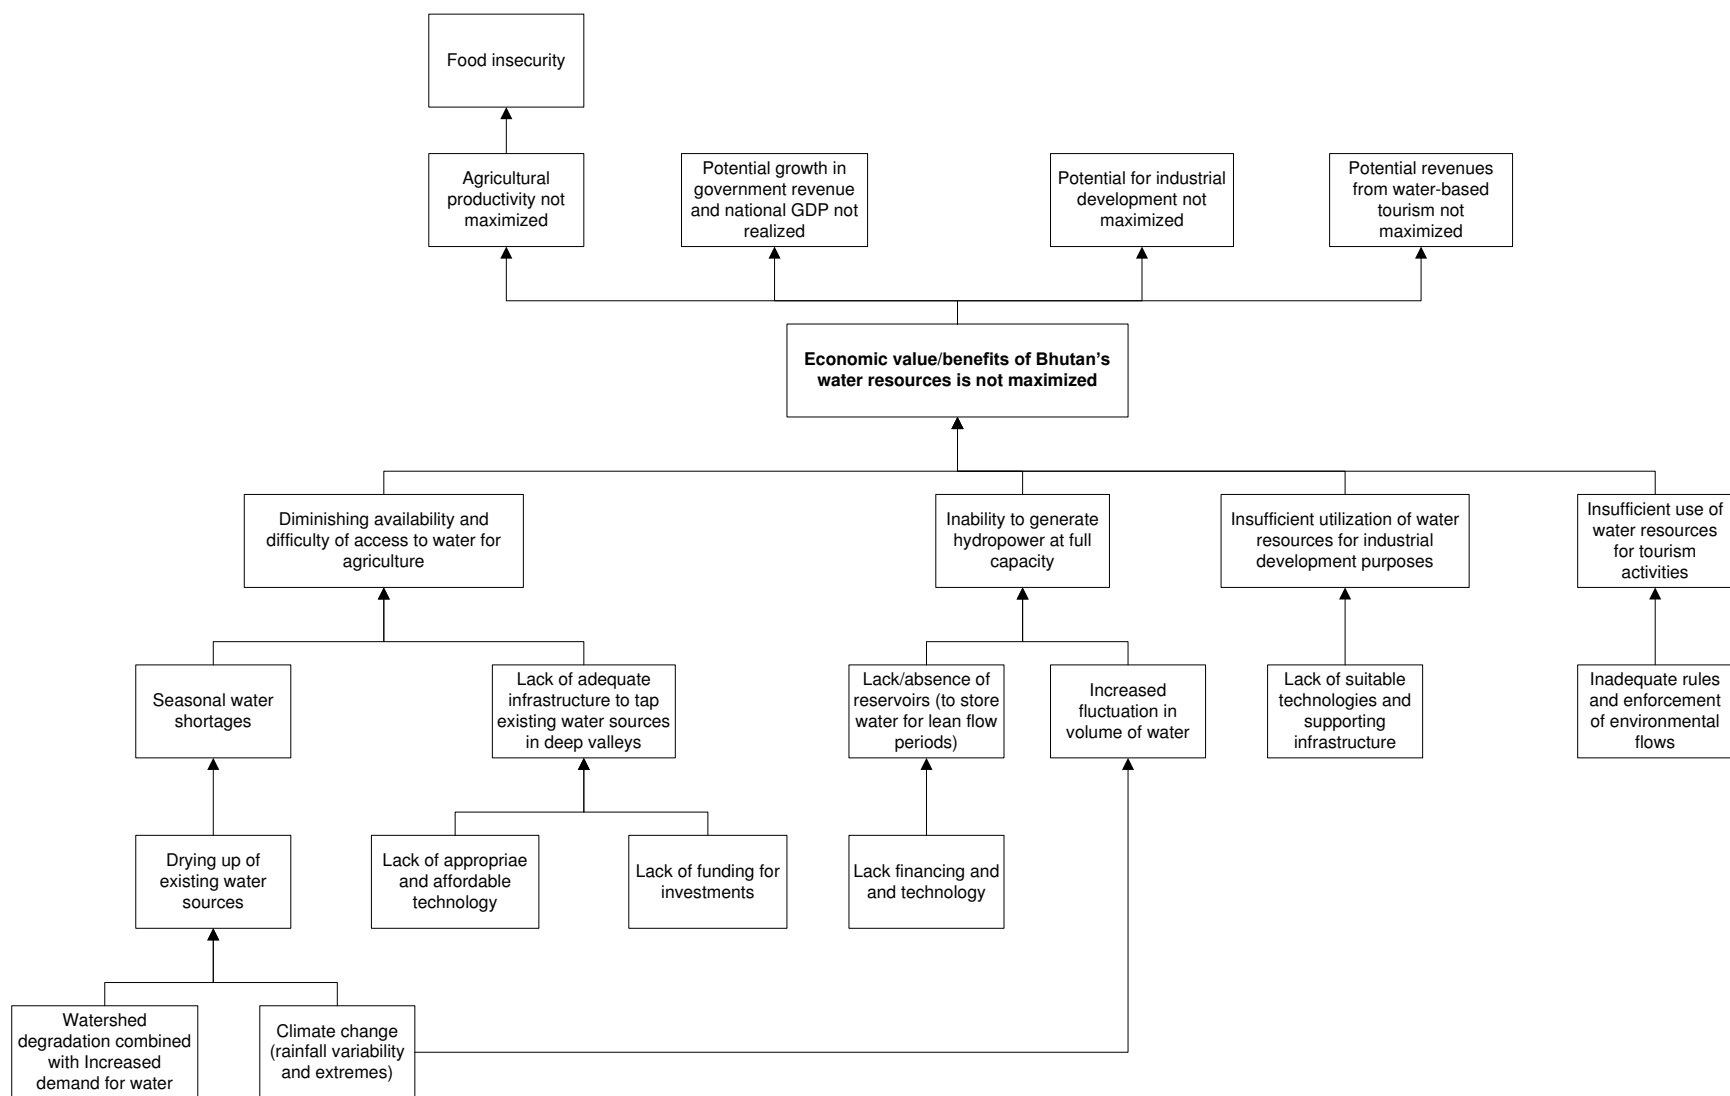 Food insecurity
Agricultural
productivity not
maximized
Potential growth in
government revenue
and national GDP not
realized
Potential for industrial
development not
maximized
Potential revenues
from water-based
tourism not
maximized
Economic value/benefits of Bhutan’s
water resources is not maximized
Diminishing availability and
difficulty of access to water for
agriculture
Inability to generate
hydropower at full
capacity
Insufficient utilization of water
resources for industrial
development purposes
Insufficient use of
water resources
for tourism
activities
Seasonal water
shortages
Lack of adequate
infrastructure to tap
existing water sources
in deep valleys
Lack/absence of
reservoirs (to store
water for lean flow
periods)
Increased
fluctuation in
volume of water
Lack of suitable
technologies and
supporting
infrastructure
Inadequate rules
and enforcement
of environmental
flows
Drying up of
existing water
sources
Lack of appropriae
and affordable
technology
Lack of funding for
investments
Lack financing and
and technology
Watershed
degradation combined
with Increased
demand for water
Climate change
(rainfall variability
and extremes)